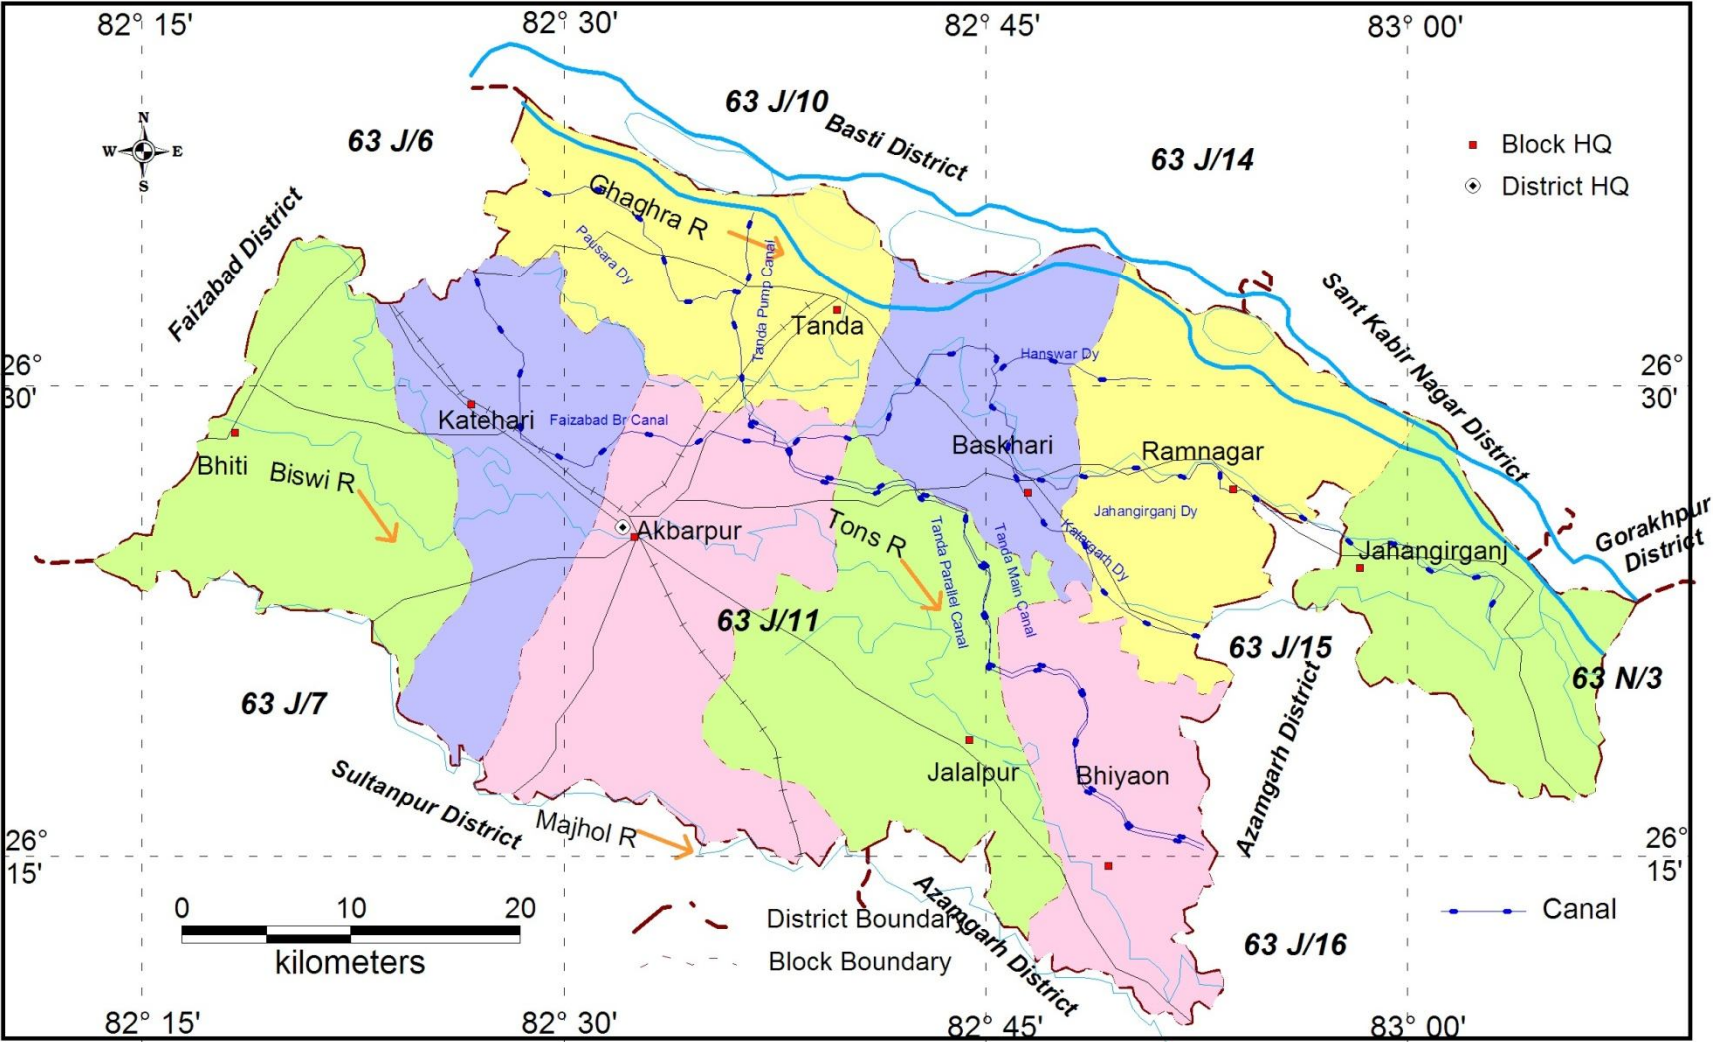 82° 15'
82° 30'
82° 45'
83° 00'
63 J/10
Basti District
63 J/6
63 J/14
N
W E
S
Block HQ
District HQ
Faizabad District
Ghaghra R
Pausara Dy
Tanda Pump Canal
Sant Kabir Nagar District
Tanda
Hanswar Dy
26°
30'
26°
30'
Katehari
Faizabad Br Canal
Baskhari
Ramnagar
Bhiti
Biswi R
Jahangirganj Dy
Akbarpur
Tons R
Tanda Parallel Canal
Tanda Main Canal
Katargarh Dy
Jahangirganj
Gorakhpur
District
63 J/11
63 J/15
63 N/3
63 J/7
Azamgarh District
Jalalpur
Bhiyaon
Sultanpur District
Majhol R
26°
15'
26°
15'
0 10 20
kilometers
District Boundary
Block Boundary
Azamgarh District
Canal
63 J/16
82° 15'
82° 30'
82° 45'
83° 00'